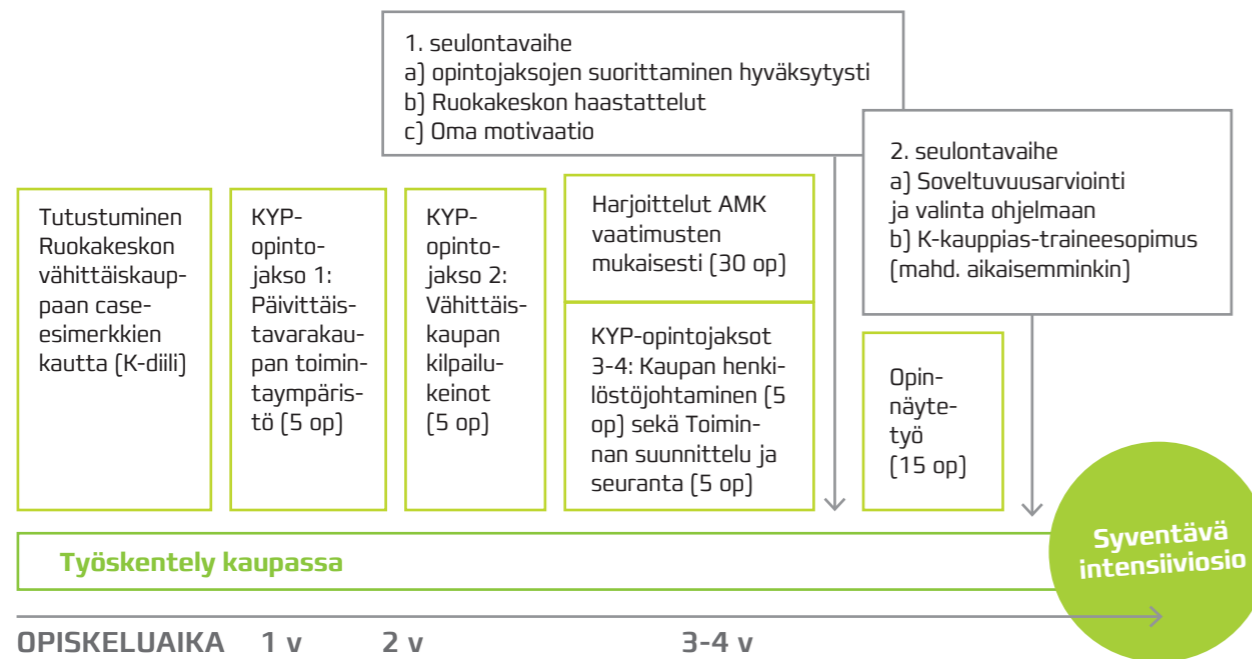 1. seulontavaihe
a) opintojaksojen suorittaminen hyväksytysti
b) Ruokakeskon haastattelut
c) Oma motivaatio
2. seulontavaihe
a) Soveltuvuusarviointi
ja valinta ohjelmaan
b) K-kauppias-traineesopimus
(mahd. aikaisemminkin)
Tutustuminen
Ruokakeskon
vähittäiskaup-
paan case-
esimerkkien
kautta (K-diili)
KYP-
opinto-
jakso 1:
Päivittäis-
tavarakau-
pan toimin-
taympäris-
tö (5 op)
KYP-
opinto-
jakso 2:
Vähittäis-
kaupan
kilpailu-
keinot
(5 op)
Harjoittelut AMK
vaatimusten
mukaisesti (30 op)
KYP-opintojaksot
3-4: Kaupan henki-
löstöjohtaminen (5
op) sekä Toimin-
nan suunnittelu ja
seuranta (5 op)
Opin-
näyte-
työ
(15 op)
Työskentely kaupassa
Syventävä
intensiiviosio
OPISKELUAIKA 1 v 2 v 3-4 v